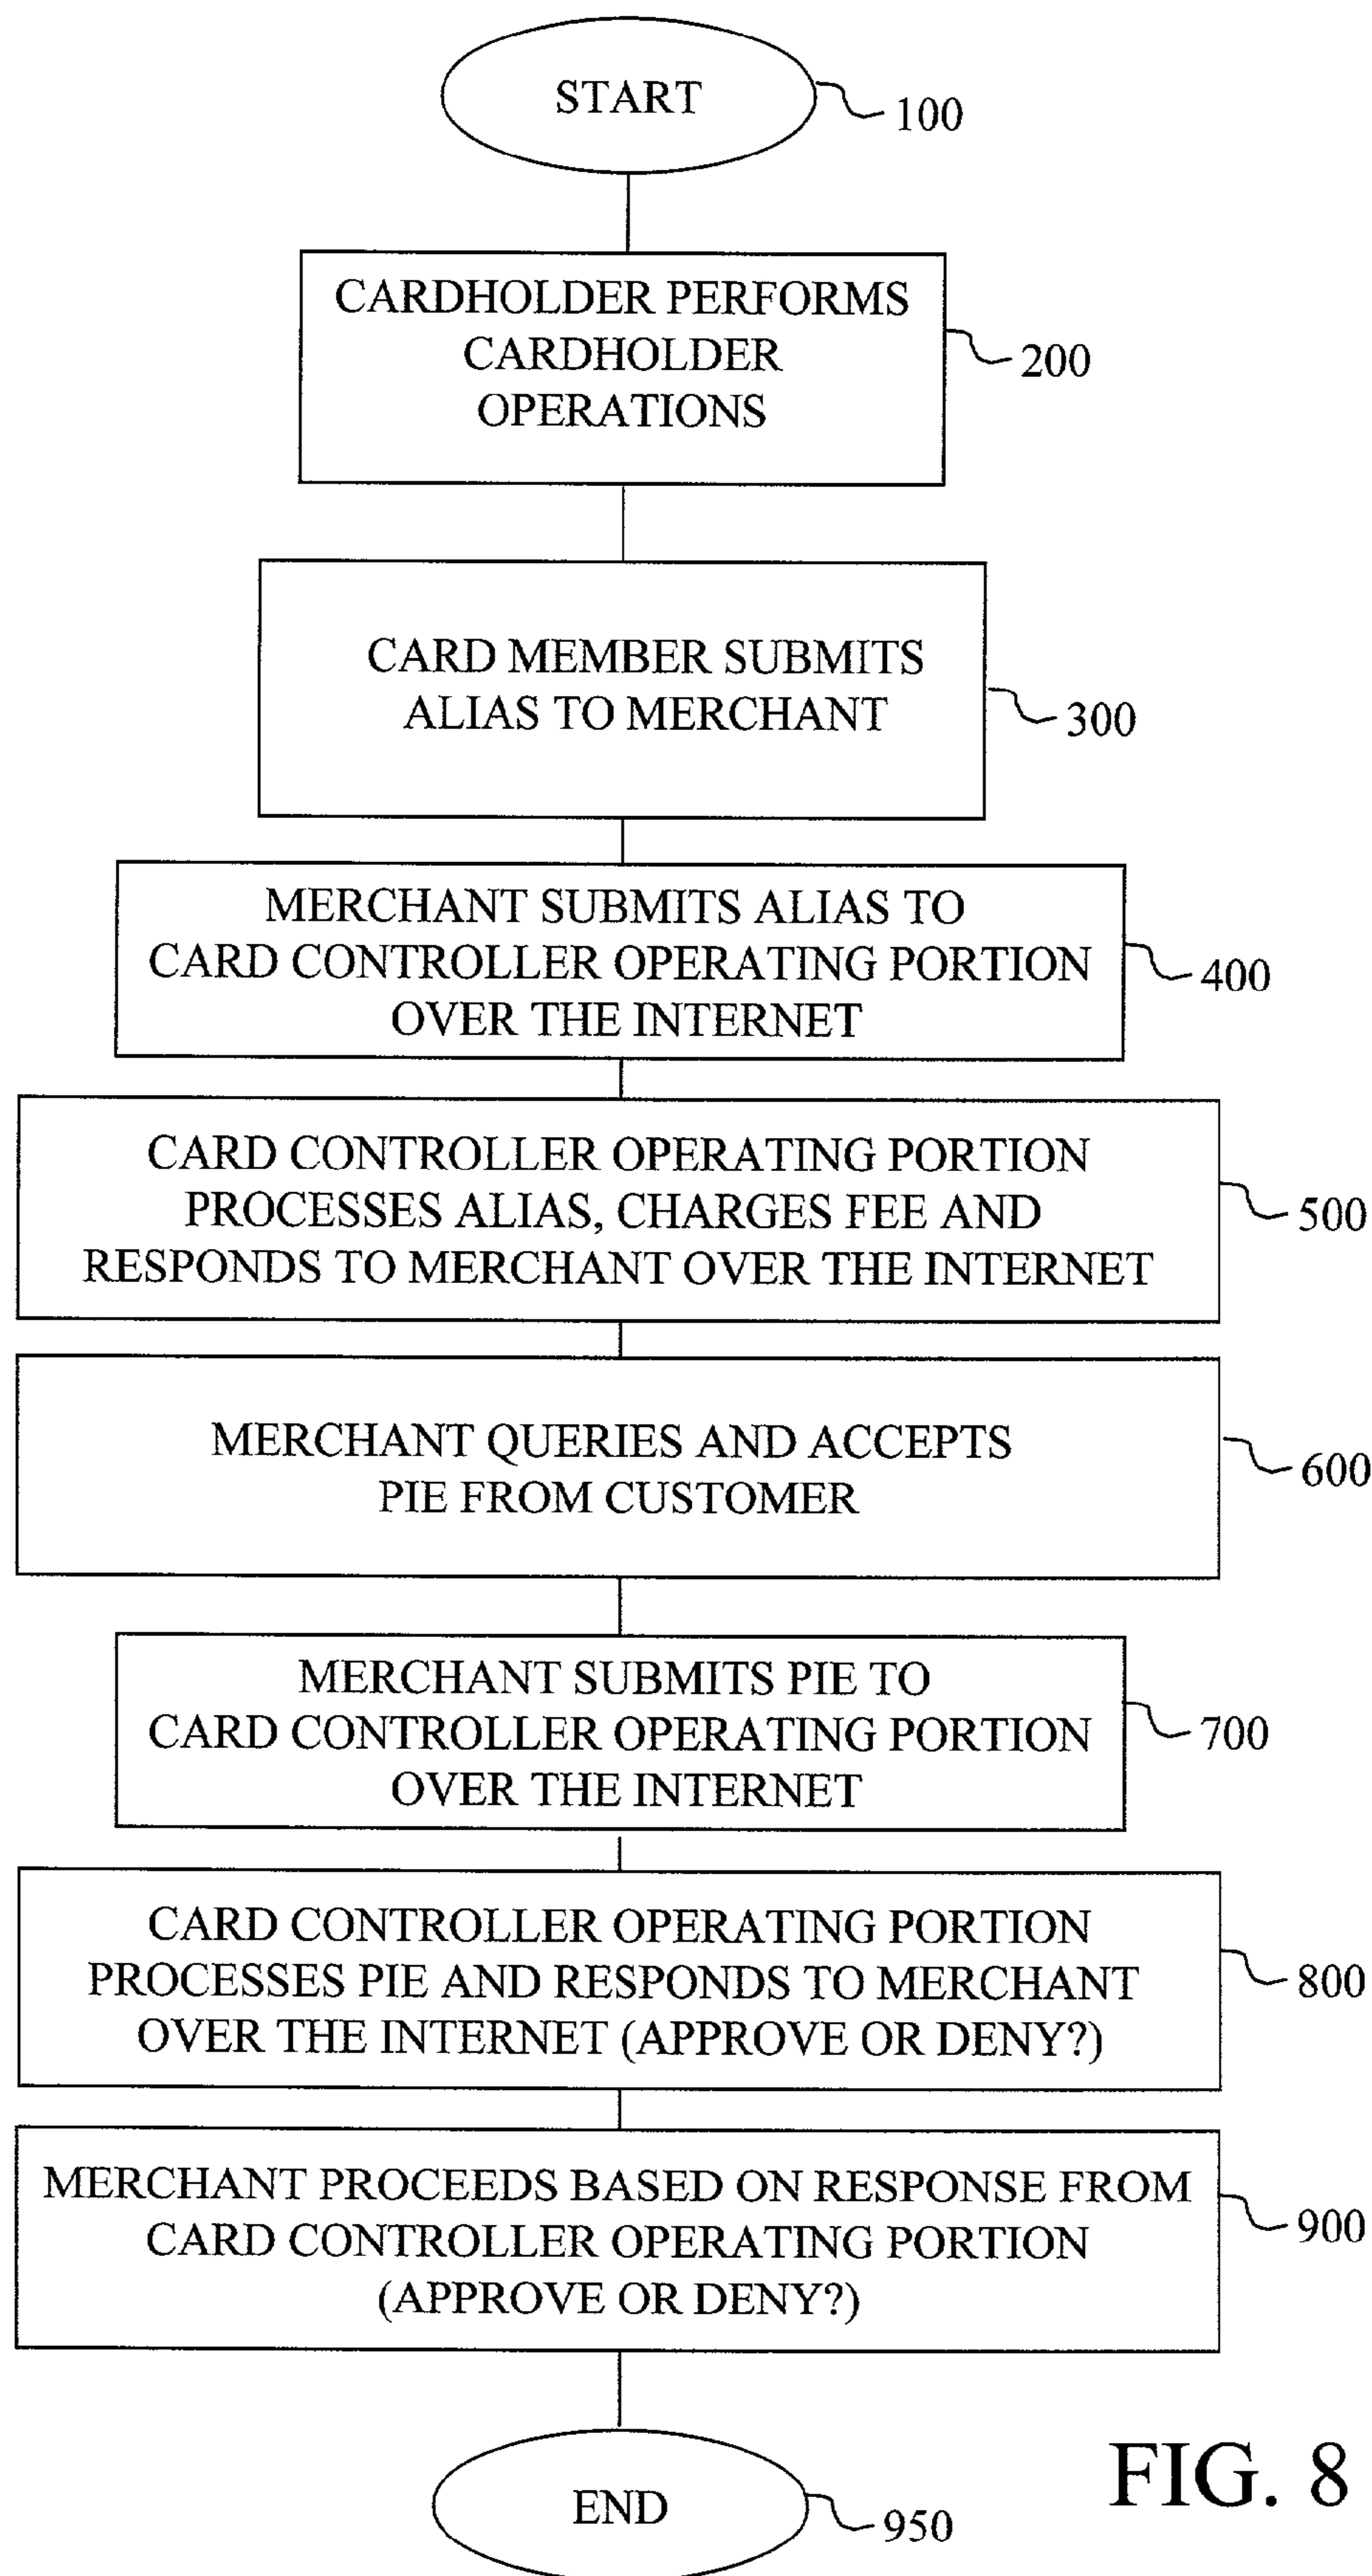 START
100
CARDHOLDER PERFORMS
CARDHOLDER
OPERATIONS
200
CARD MEMBER SUBMITS
ALIAS TO MERCHANT
300
MERCHANT SUBMITS ALIAS TO
CARD CONTROLLER OPERATING PORTION
OVER THE INTERNET
400
CARD CONTROLLER OPERATING PORTION
PROCESSES ALIAS, CHARGES FEE AND
RESPONDS TO MERCHANT OVER THE INTERNET
500
MERCHANT QUERIES AND ACCEPTS
PIE FROM CUSTOMER
600
MERCHANT SUBMITS PIE TO
CARD CONTROLLER OPERATING PORTION
OVER THE INTERNET
700
CARD CONTROLLER OPERATING PORTION
PROCESSES PIE AND RESPONDS TO MERCHANT
OVER THE INTERNET (APPROVE OR DENY?)
800
MERCHANT PROCEEDS BASED ON RESPONSE FROM
CARD CONTROLLER OPERATING PORTION
(APPROVE OR DENY?)
900
END
950
FIG. 8